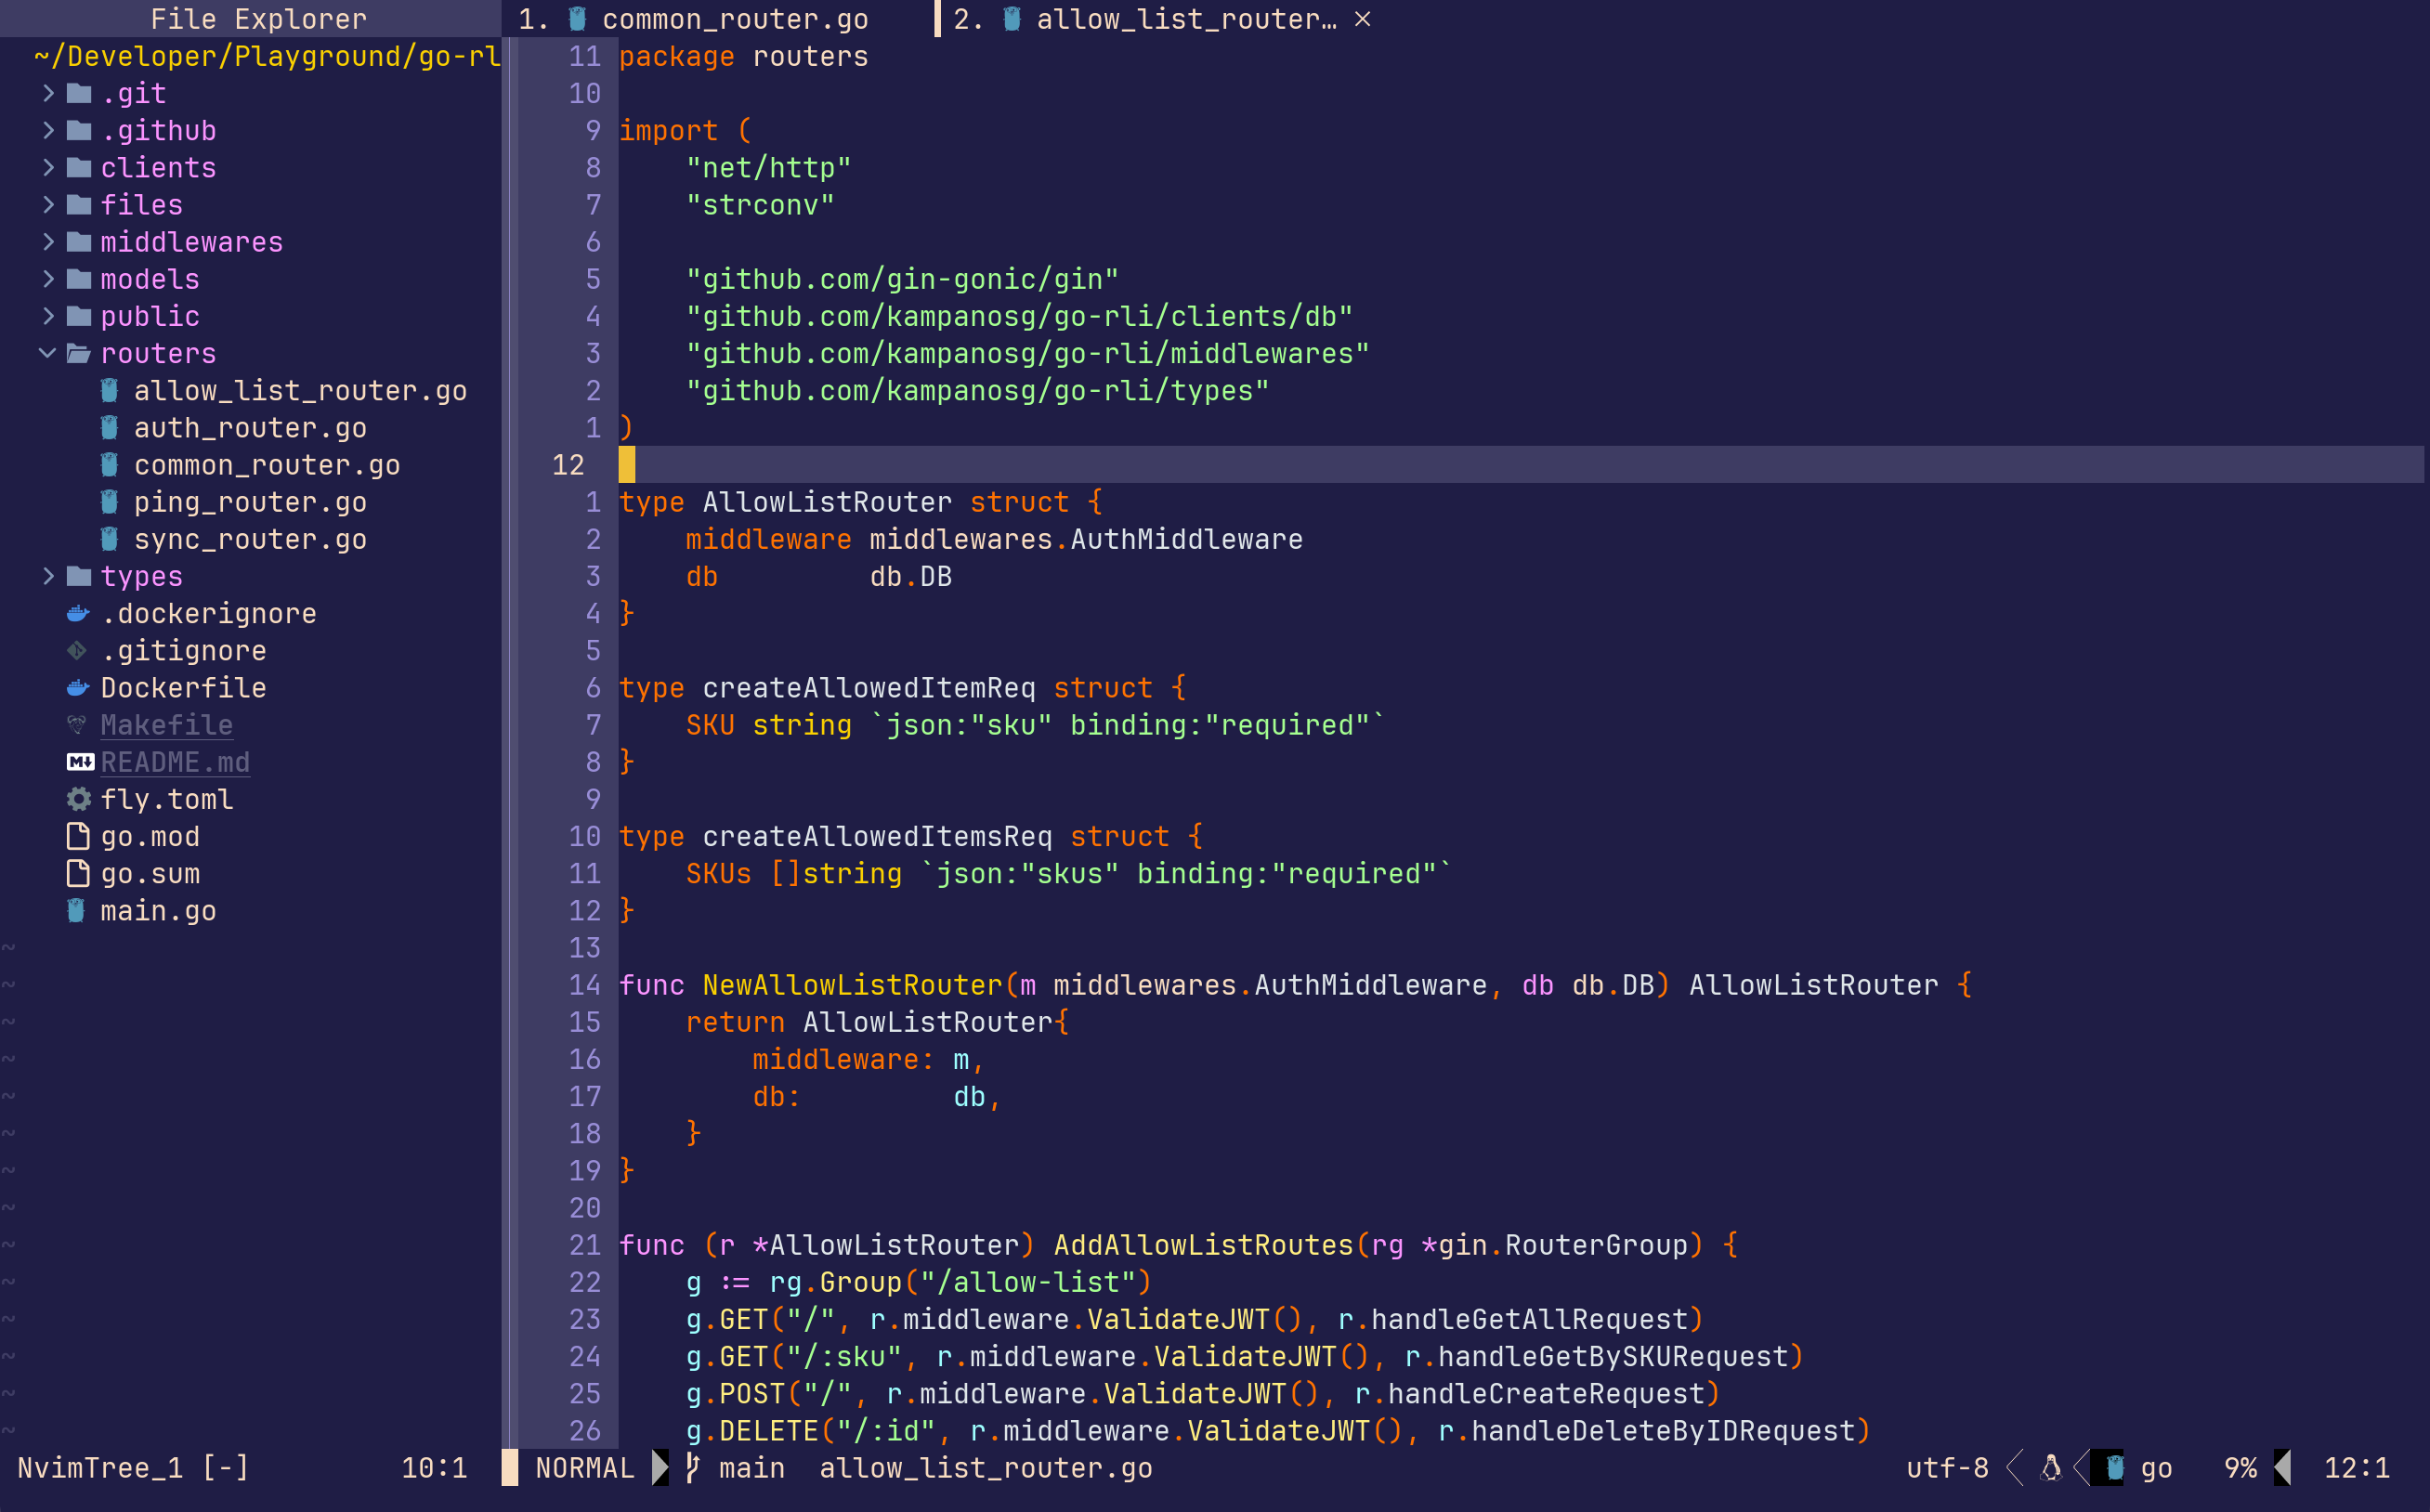 File Explorer
~/Developer/Playground/go-rl
.git
.github
clients
files
middlewares
models
public
routers
allow_list_router.go
auth_router.go
common_router.go
ping_router.go
sync_router.go
types
.dockerignore
.gitignore
Dockerfile
Makefile
README.md
fly.toml
go.mod
go.sum
main.go
~
~
~
~
~
~
~
~
~
~
~
~
~
~
NvimTree_1 [-] 10:1
1. common_router.go 2. allow_list_router… ×
11 package routers
10
9 import (
8     "net/http"
7     "strconv"
6
5     "github.com/gin-gonic/gin"
4     "github.com/kampanosg/go-rli/clients/db"
3     "github.com/kampanosg/go-rli/middlewares"
2     "github.com/kampanosg/go-rli/types"
1 )
12
1 type AllowListRouter struct {
2     middleware middlewares.AuthMiddleware
3     db         db.DB
4 }
5
6 type createAllowedItemReq struct {
7     SKU string `json:"sku" binding:"required"`
8 }
9
10 type createAllowedItemsReq struct {
11     SKUs []string `json:"skus" binding:"required"`
12 }
13
14 func NewAllowListRouter(m middlewares.AuthMiddleware, db db.DB) AllowListRouter {
15     return AllowListRouter{
16         middleware: m,
17         db:         db,
18     }
19 }
20
21 func (r *AllowListRouter) AddAllowListRoutes(rg *gin.RouterGroup) {
22     g := rg.Group("/allow-list")
23     g.GET("/", r.middleware.ValidateJWT(), r.handleGetAllRequest)
24     g.GET("/:sku", r.middleware.ValidateJWT(), r.handleGetBySKURequest)
25     g.POST("/", r.middleware.ValidateJWT(), r.handleCreateRequest)
26     g.DELETE("/:id", r.middleware.ValidateJWT(), r.handleDeleteByIDRequest)
NORMAL main allow_list_router.go utf-8 go 9% 12:1